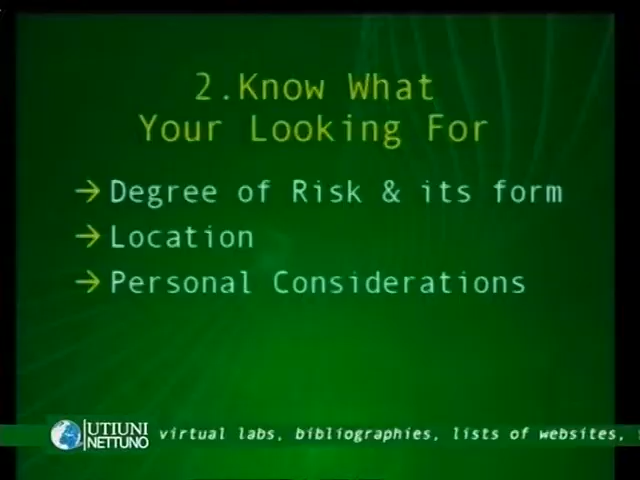 2.Know What
Your Looking For
→ Degree of Risk & its form
→ Location
→ Personal Considerations
UTIUNI
NETTUNO
virtual labs, bibliographies, lists of websites,